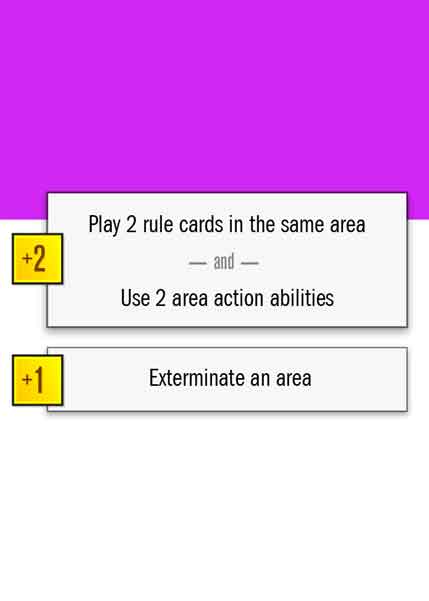 Play 2 rule cards in the same area
+2
— and —
Use 2 area action abilities
+1
Exterminate an area